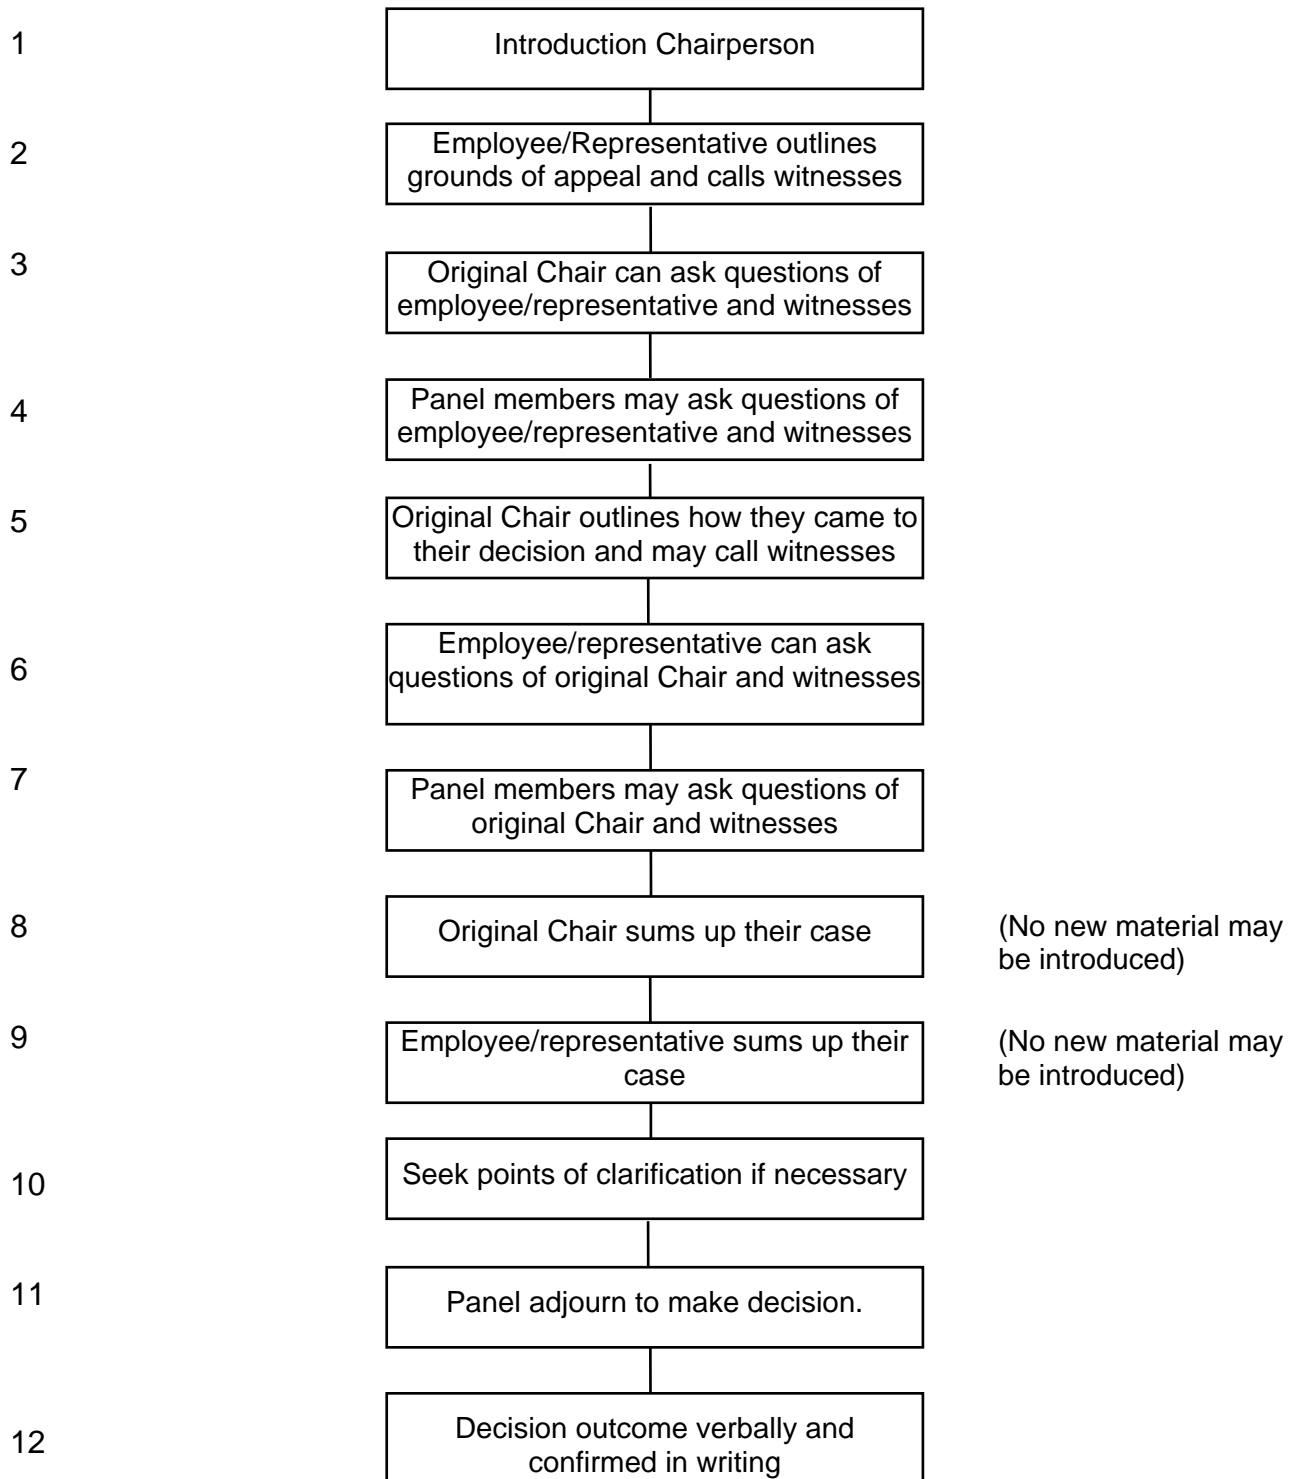 1
Introduction Chairperson
2
Employee/Representative outlines
grounds of appeal and calls witnesses
3
Original Chair can ask questions of
employee/representative and witnesses
4
Panel members may ask questions of
employee/representative and witnesses
5
Original Chair outlines how they came to
their decision and may call witnesses
6
Employee/representative can ask
questions of original Chair and witnesses
7
Panel members may ask questions of
original Chair and witnesses
8
Original Chair sums up their case
(No new material may
be introduced)
9
Employee/representative sums up their
case
(No new material may
be introduced)
10
Seek points of clarification if necessary
11
Panel adjourn to make decision.
12
Decision outcome verbally and
confirmed in writing